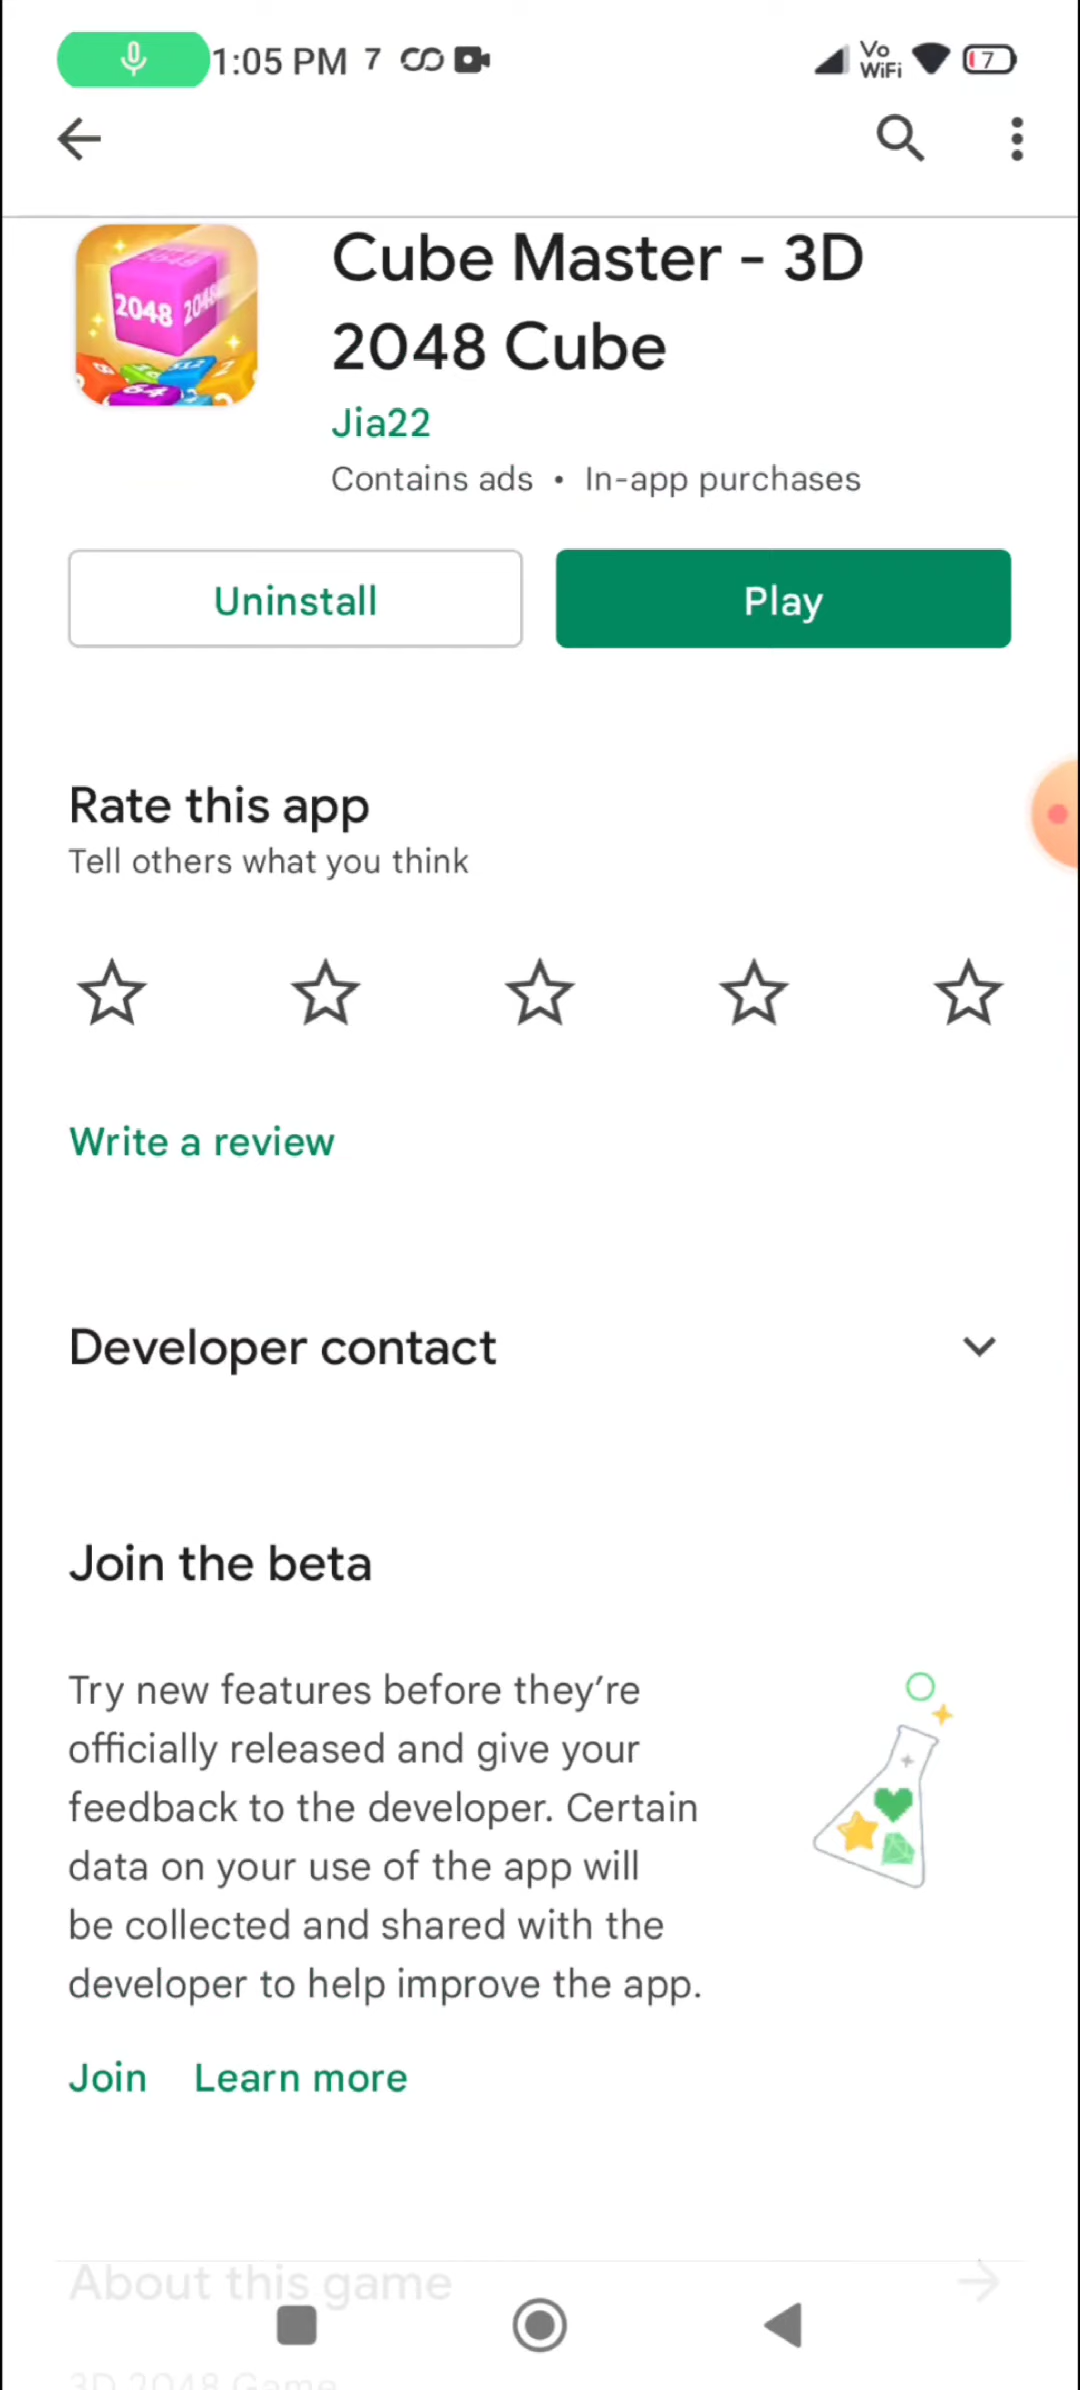 1:05 PM 7
Vo
WiFi
7
2048
Cube Master - 3D
2048 Cube
Jia22
Contains ads • In-app purchases
Uninstall
Play
Rate this app
Tell others what you think
Write a review
Developer contact
Join the beta
Try new features before they’re
officially released and give your
feedback to the developer. Certain
data on your use of the app will
be collected and shared with the
developer to help improve the app.
Join Learn more
About this game
3D 2048 Game